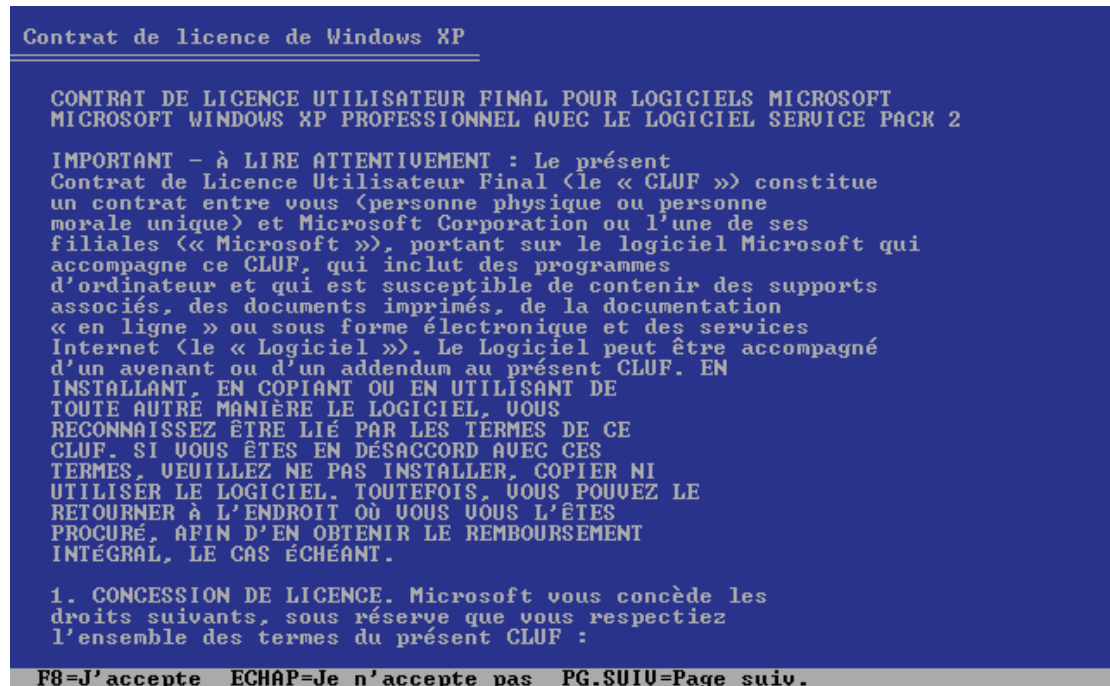 Contrat de licence de Windows XP
CONTRAT DE LICENCE UTILISATEUR FINAL POUR LOGICIELS MICROSOFT
MICROSOFT WINDOWS XP PROFESSIONNEL AVEC LE LOGICIEL SERVICE PACK 2
IMPORTANT – à LIRE ATTENTIVEMENT : Le présent
Contrat de Licence Utilisateur Final (le « CLUF ») constitue
un contrat entre vous (personne physique ou personne
morale unique) et Microsoft Corporation ou l'une de ses
filiales (« Microsoft »), portant sur le logiciel Microsoft qui
accompagne ce CLUF, qui inclut des programmes
d'ordinateur et qui est susceptible de contenir des supports
associés, des documents imprimés, de la documentation
« en ligne » ou sous forme électronique et des services
Internet (le « Logiciel »). Le Logiciel peut être accompagné
d'un avenant ou d'un addendum au présent CLUF. EN
INSTALLANT, EN COPIANT OU EN UTILISANT DE
TOUTE AUTRE MANIÈRE LE LOGICIEL, VOUS
RECONNAISSEZ ÊTRE LIÉ PAR LES TERMES DE CE
CLUF. SI VOUS ÊTES EN DÉSACCORD AVEC CES
TERMES, VEUILLEZ NE PAS INSTALLER, COPIER NI
UTILISER LE LOGICIEL. TOUTEFOIS, VOUS POUVEZ LE
RETOURNER À L'ENDROIT Où VOUS VOUS L'ÊTES
PROCURÉ, AFIN D'EN OBTENIR LE REMBOURSEMENT
INTÉGRAL, LE CAS ÉCHÉANT.
1. CONCESSION DE LICENCE. Microsoft vous concède les
droits suivants, sous réserve que vous respectiez
l'ensemble des termes du présent CLUF :
F8=J'accepte ECHAP=Je n'accepte pas PG.SUIV=Page suiv.